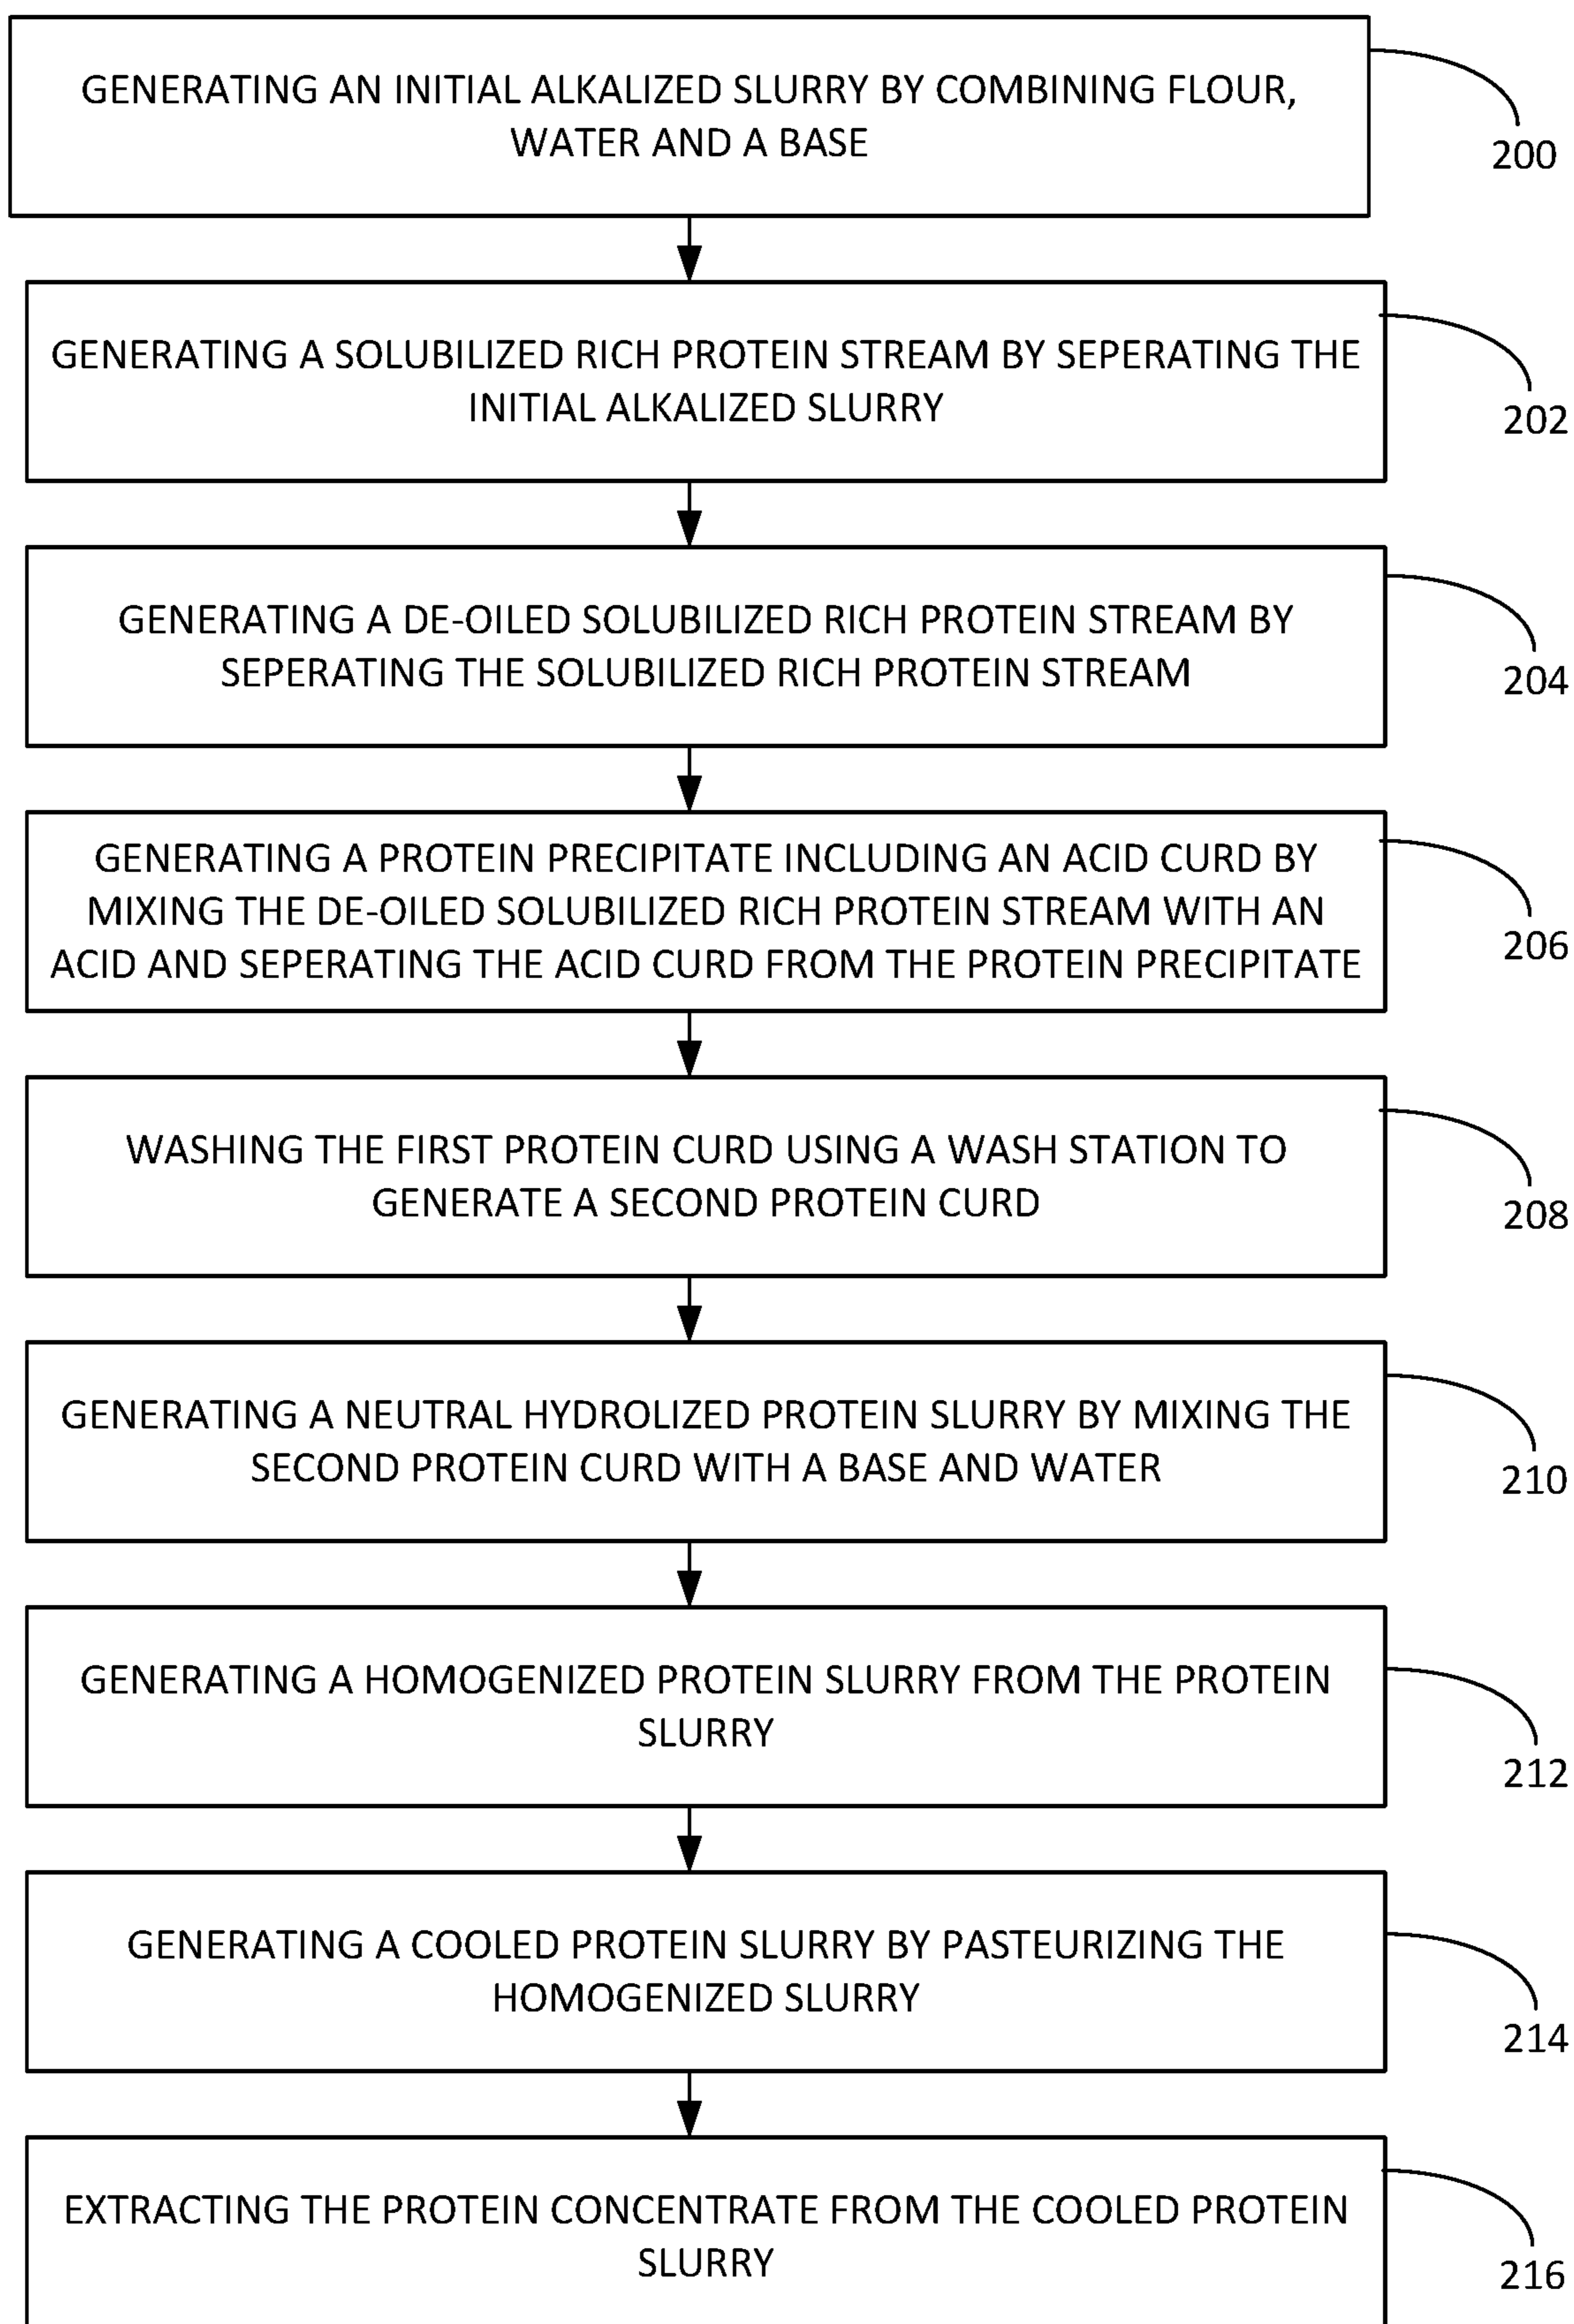 GENERATING AN INITIAL ALKALIZED SLURRY BY COMBINING FLOUR,
WATER AND A BASE
200
GENERATING A SOLUBILIZED RICH PROTEIN STREAM BY SEPERATING THE
INITIAL ALKALIZED SLURRY
202
GENERATING A DE-OILED SOLUBILIZED RICH PROTEIN STREAM BY
SEPERATING THE SOLUBILIZED RICH PROTEIN STREAM
204
GENERATING A PROTEIN PRECIPITATE INCLUDING AN ACID CURD BY
MIXING THE DE-OILED SOLUBILIZED RICH PROTEIN STREAM WITH AN
ACID AND SEPERATING THE ACID CURD FROM THE PROTEIN PRECIPITATE
206
WASHING THE FIRST PROTEIN CURD USING A WASH STATION TO
GENERATE A SECOND PROTEIN CURD
208
GENERATING A NEUTRAL HYDROLIZED PROTEIN SLURRY BY MIXING THE
SECOND PROTEIN CURD WITH A BASE AND WATER
210
GENERATING A HOMOGENIZED PROTEIN SLURRY FROM THE PROTEIN
SLURRY
212
GENERATING A COOLED PROTEIN SLURRY BY PASTEURIZING THE
HOMOGENIZED SLURRY
214
EXTRACTING THE PROTEIN CONCENTRATE FROM THE COOLED PROTEIN
SLURRY
216